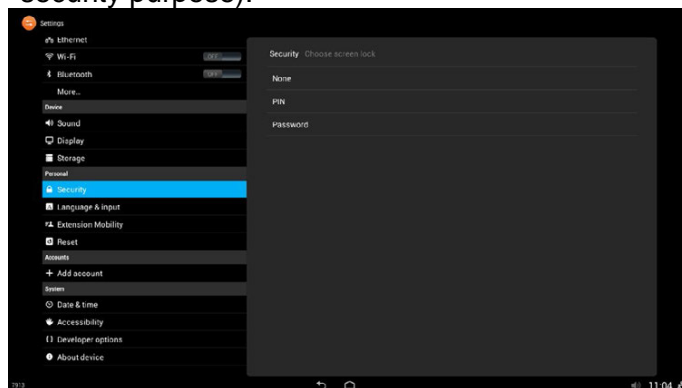 security purpose).
Settings
Ethernet
Wi-Fi OFF
Bluetooth OFF
More...
Device
Sound
Display
Storage
Personal
Security
Language & input
Extension Mobility
Reset
Accounts
Add account
System
Date & time
Accessibility
Developer options
About device
Security Choose screen lock
None
PIN
Password
7913
11:04